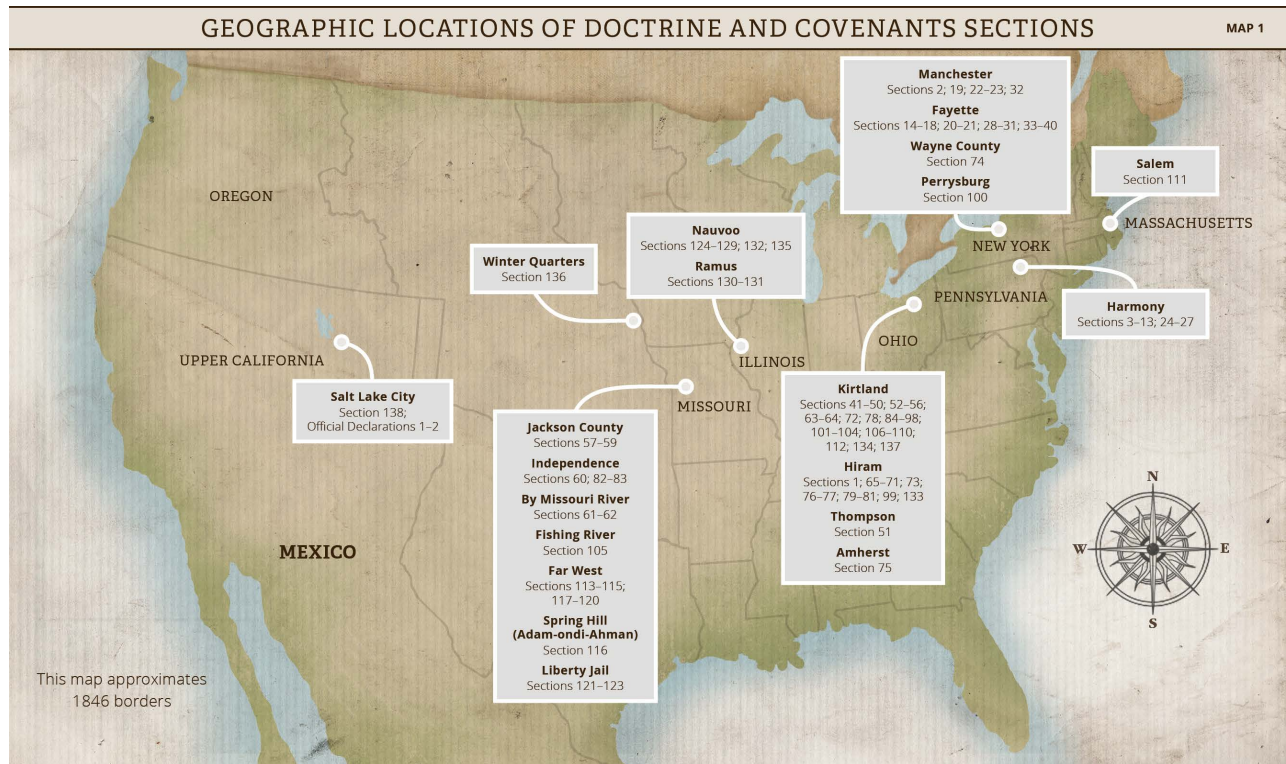 GEOGRAPHIC LOCATIONS OF DOCTRINE AND COVENANTS SECTIONS
MAP 1
Manchester
Sections 2; 19; 22–23; 32
Fayette
Sections 14–18; 20–21; 28–31; 33–40
Wayne County
Section 74
Perrysburg
Section 100
Salem
Section 111
OREGON
MASSACHUSETTS
NEW YORK
Nauvoo
Sections 124–129; 132; 135
Ramus
Sections 130–131
Winter Quarters
Section 136
PENNSYLVANIA
Harmony
Sections 3–13; 24–27
OHIO
UPPER CALIFORNIA
ILLINOIS
MISSOURI
Salt Lake City
Section 138;
Official Declarations 1–2
Jackson County
Sections 57–59
Independence
Sections 60; 82–83
By Missouri River
Sections 61–62
Fishing River
Section 105
Far West
Sections 113–115;
117–120
Spring Hill
(Adam-ondi-Ahman)
Section 116
Liberty Jail
Sections 121–123
Kirtland
Sections 41–50; 52–56;
63–64; 72; 78; 84–98;
101–104; 106–110;
112; 134; 137
Hiram
Sections 1; 65–71; 73;
76–77; 79–81; 99; 133
Thompson
Section 51
Amherst
Section 75
MEXICO
N
W
E
S
This map approximates
1846 borders